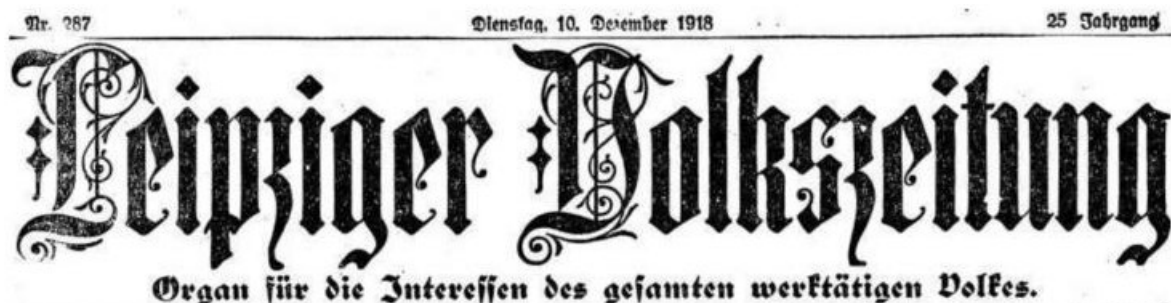 Nr. 287 Dienstag, 10. Dezember 1918 25 Jahrgang
Leipziger Volkszeitung
Organ für die Interessen des gesamten werktätigen Volkes.